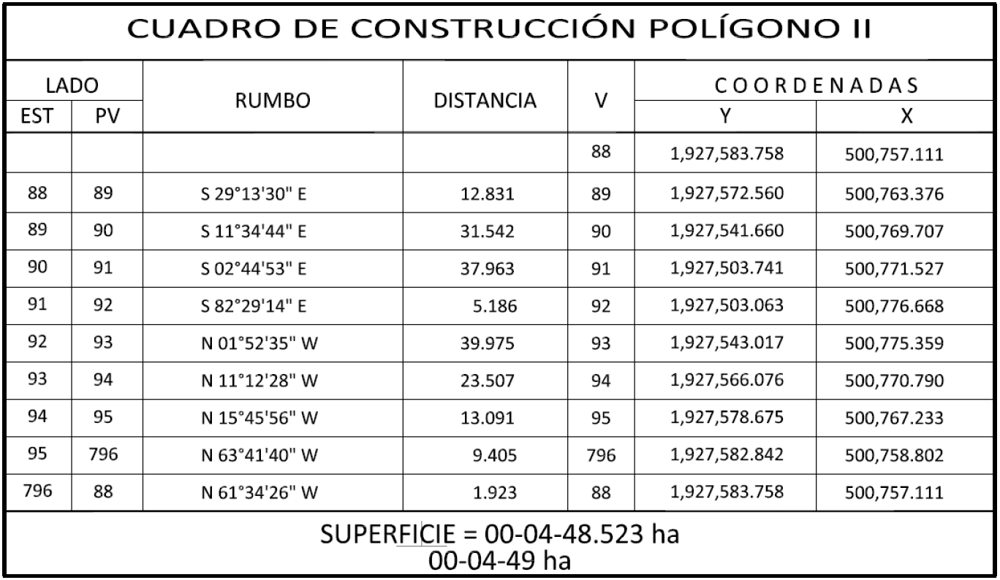 CUADRO DE CONSTRUCCIÓN POLÍGONO II
LADO RUMBO DISTANCIA V COORDENADAS
EST PV Y X
88 1,927,583.758 500,757.111
88 89 S 29°13'30" E 12.831 89 1,927,572.560 500,763.376
89 90 S 11°34'44" E 31.542 90 1,927,541.660 500,769.707
90 91 S 02°44'53" E 37.963 91 1,927,503.741 500,771.527
91 92 S 82°29'14" E 5.186 92 1,927,503.063 500,776.668
92 93 N 01°52'35" W 39.975 93 1,927,543.017 500,775.359
93 94 N 11°12'28" W 23.507 94 1,927,566.076 500,770.790
94 95 N 15°45'56" W 13.091 95 1,927,578.675 500,767.233
95 796 N 63°41'40" W 9.405 796 1,927,582.842 500,758.802
796 88 N 61°34'26" W 1.923 88 1,927,583.758 500,757.111
SUPERFICIE = 00-04-48.523 ha
00-04-49 ha